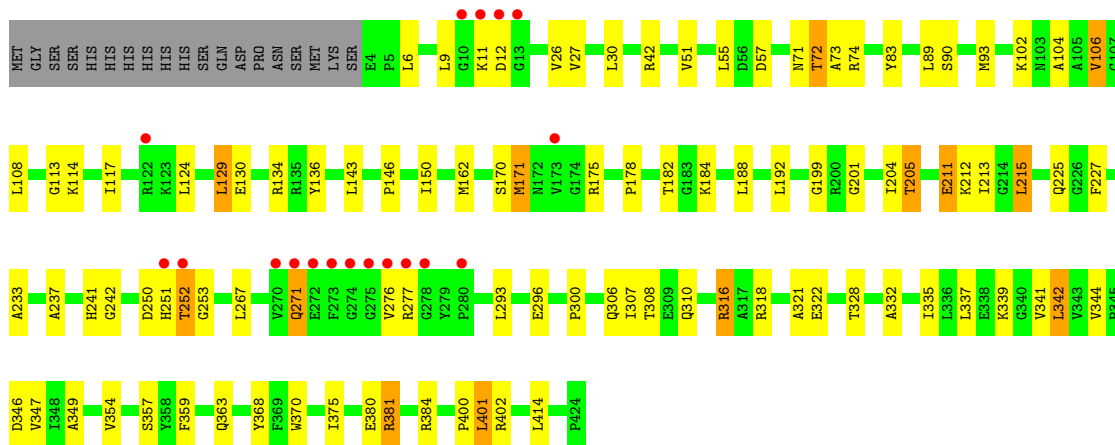 MET GLY SER SER HIS HIS HIS HIS HIS HIS SER GLN ASP PRO ASN SER MET LYS SER E4 P5 L6 L9 G10 K11 D12 G13 V26 V27 L30 R42 V51 L55 D56 D57 N71 T72 A73 R74 Y83 L89 S90 M93 K102 N103 A104 A105 V106 G107
L108 G113 K114 I117 R122 K123 L124 L129 E130 R134 R135 Y136 L143 P146 I150 M162 S170 M171 N172 V173 G174 R175 P178 T182 G183 K184 L188 L192 G199 R200 G201 I204 T205 E211 K212 I213 G214 L215 Q225 G226 F227
A233 A237 H241 G242 D250 H251 T252 G253 L267 V270 Q271 E272 F273 G274 G275 V276 R277 G278 Y279 P280 L293 E296 P300 Q306 I307 T308 E309 Q310 R316 A317 R318 A321 E322 T328 A332 I335 L336 L337 E338 K339 G340 V341 L342 V343 V344 P345
D346 V347 I348 A349 V354 S357 Y358 F359 Q363 Y368 F369 W370 I375 E380 R381 R384 P400 L401 R402 L414 P424